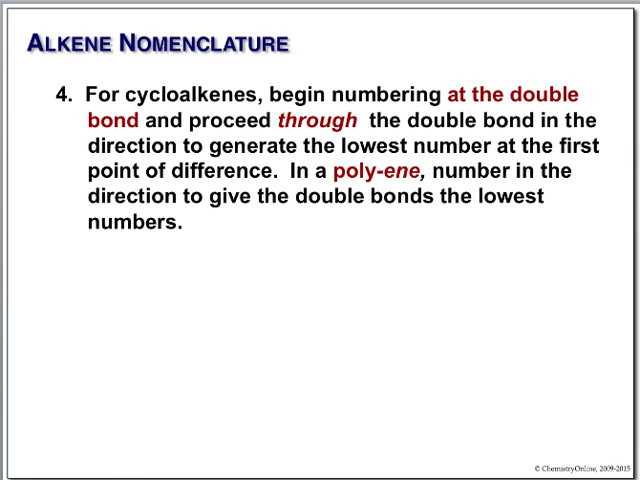 ALKENE NOMENCLATURE
4. For cycloalkenes, begin numbering at the double
bond and proceed through the double bond in the
direction to generate the lowest number at the first
point of difference. In a poly-ene, number in the
direction to give the double bonds the lowest
numbers.
© ChemistryOnline, 2009-2015